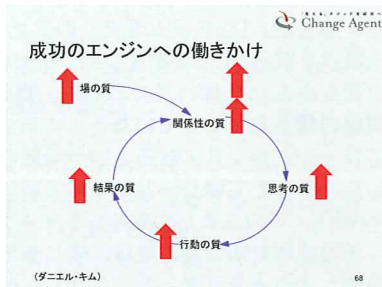 Change Agent
成功のエンジンへの働きかけ
場の質
関係性の質
結果の質
思考の質
行動の質
(ダニエル・キム)
68